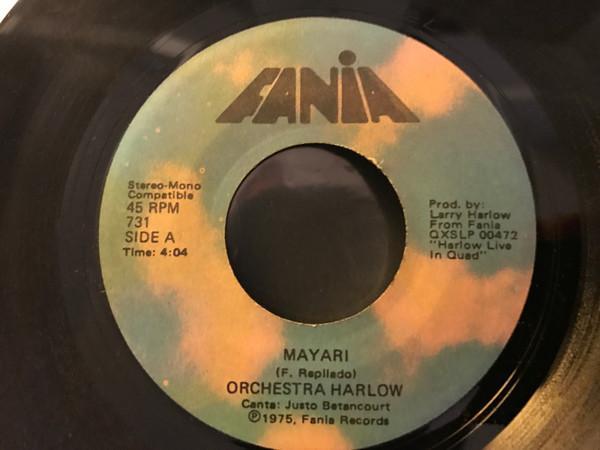 FANIA
Stereo-Mono
Compatible
45 RPM
731
SIDE A
Time: 4:04
Prod. by:
Larry Harlow
From Fania
QXSLP 00472
"Harlow Live
In Quad"
MAYARI
(F. Repilado)
ORCHESTRA HARLOW
Canta: Justo Betancourt
Ⓟ1975, Fania Records